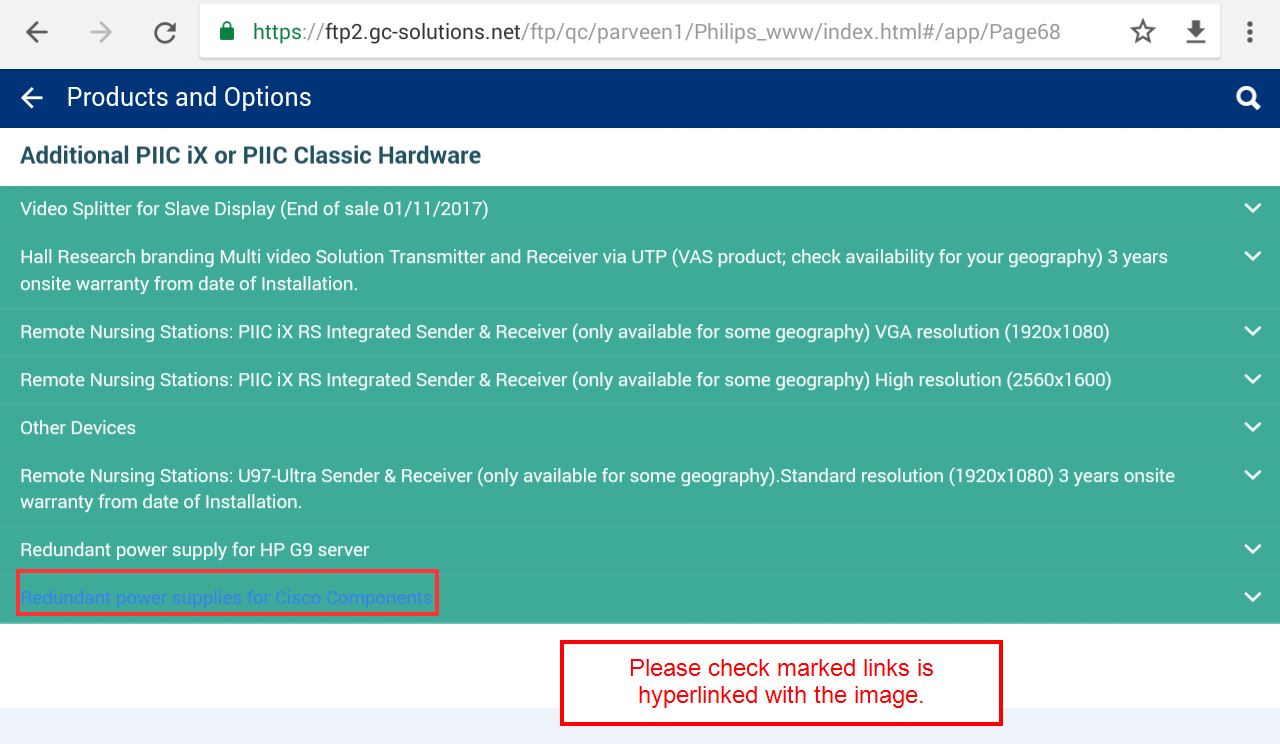 https://ftp2.gc-solutions.net/ftp/qc/parveen1/Philips_www/index.html#/app/Page68
Products and Options
Additional PIIC iX or PIIC Classic Hardware
Video Splitter for Slave Display (End of sale 01/11/2017)
Hall Research branding Multi video Solution Transmitter and Receiver via UTP (VAS product; check availability for your geography) 3 years
onsite warranty from date of Installation.
Remote Nursing Stations: PIIC iX RS Integrated Sender & Receiver (only available for some geography) VGA resolution (1920x1080)
Remote Nursing Stations: PIIC iX RS Integrated Sender & Receiver (only available for some geography) High resolution (2560x1600)
Other Devices
Remote Nursing Stations: U97-Ultra Sender & Receiver (only available for some geography).Standard resolution (1920x1080) 3 years onsite
warranty from date of Installation.
Redundant power supply for HP G9 server
Redundant power supplies for Cisco Components
Please check marked links is
hyperlinked with the image.